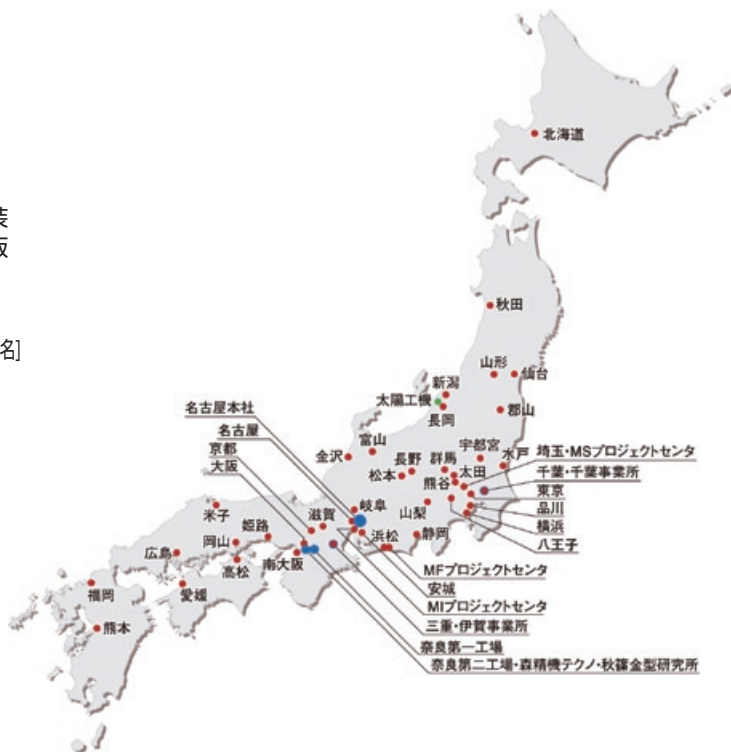 北海道
装
阪
秋田
名]
山形
仙台
新潟
太陽工機
長岡
郡山
名古屋本社
名古屋
京都
大阪
富山
金沢
宇都宮
水戸
長野
群馬
太田
松本
熊谷
埼玉・MSプロジェクトセンタ
千葉・千葉事業所
東京
品川
横浜
八王子
山梨
岐阜
滋賀
浜松
静岡
米子
姫路
岡山
広島
高松
南大阪
福岡
愛媛
熊本
MFプロジェクトセンタ
安城
MIプロジェクトセンタ
三重・伊賀事業所
奈良第一工場
奈良第二工場・森精機テクノ・秋篠金型研究所